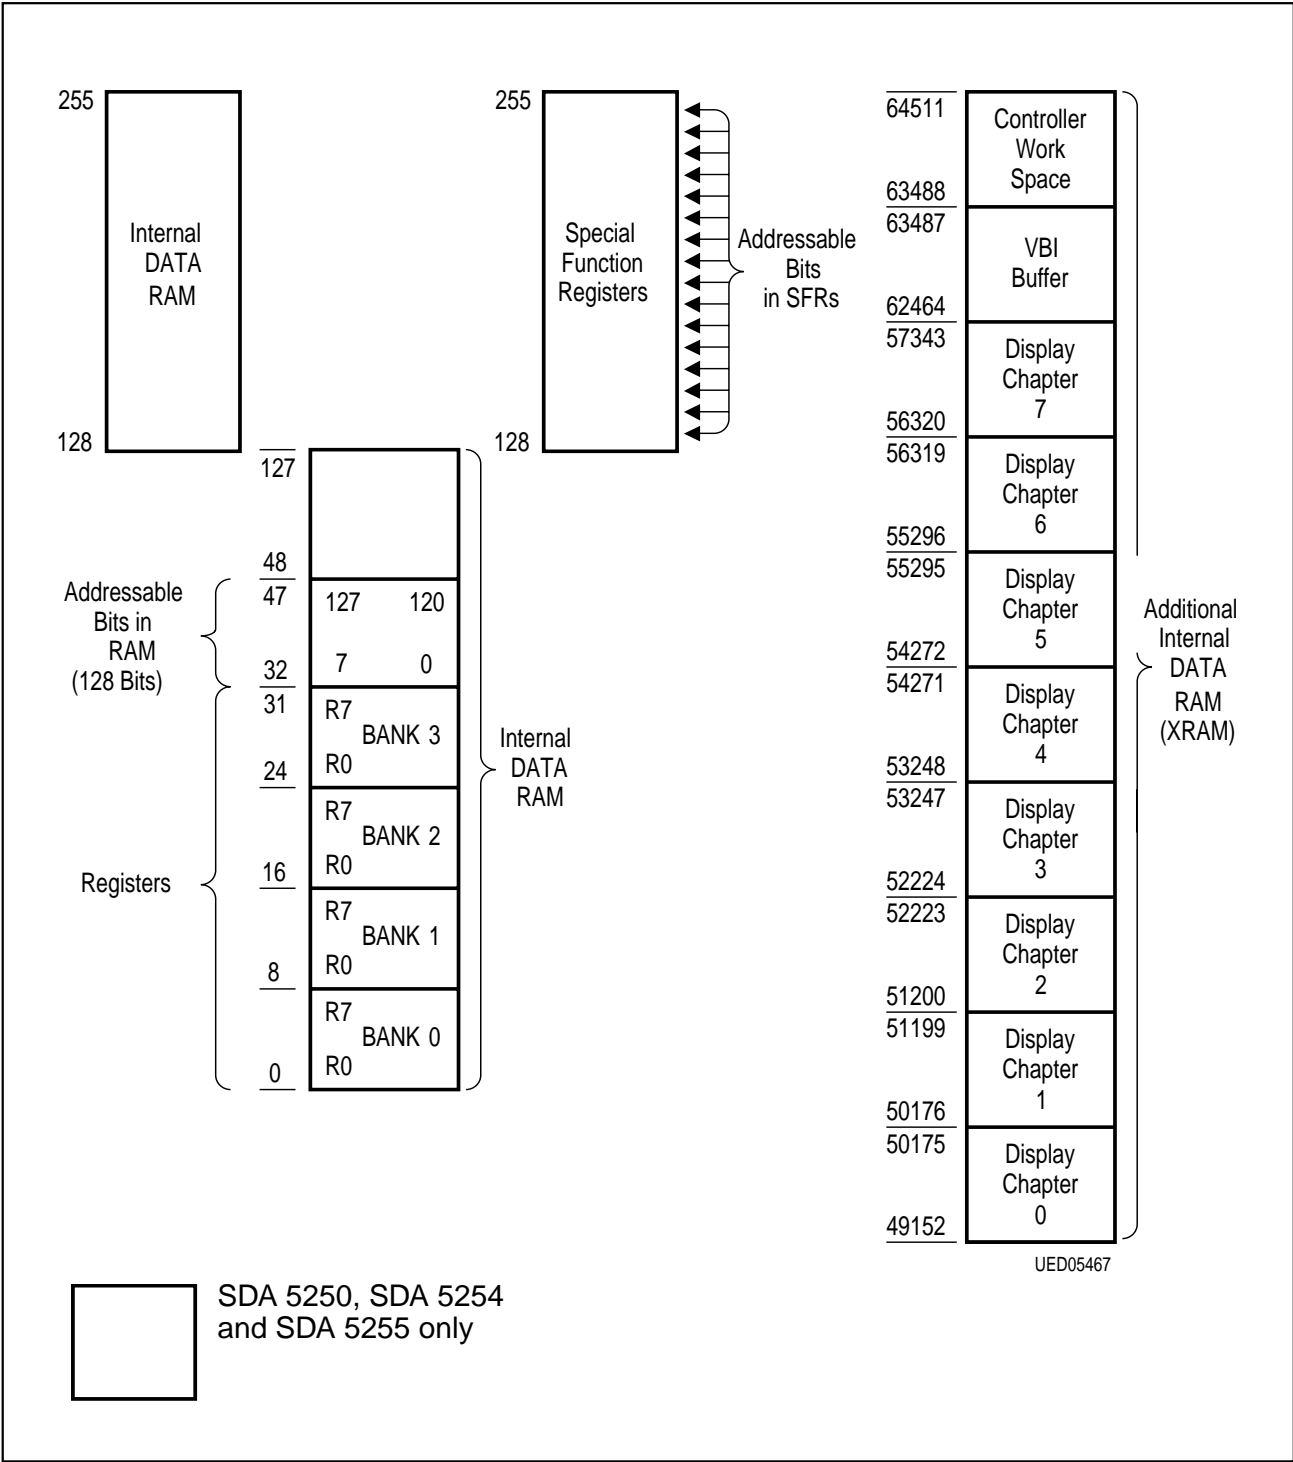 255
Internal
DATA
RAM
128
127
48
47
32
31
24
16
8
0
Addressable
Bits in
RAM
(128 Bits)
Registers
127 120
7 0
R7
BANK 3
R0
R7
BANK 2
R0
R7
BANK 1
R0
R7
BANK 0
R0
Internal
DATA
RAM
255
Special
Function
Registers
128
Addressable
Bits
in SFRs
64511
Controller
Work
Space
63488
63487
VBI
Buffer
62464
57343
Display
Chapter
7
56320
56319
Display
Chapter
6
55296
55295
Display
Chapter
5
54272
54271
Display
Chapter
4
53248
53247
Display
Chapter
3
52224
52223
Display
Chapter
2
51200
51199
Display
Chapter
1
50176
50175
Display
Chapter
0
49152
Additional
Internal
DATA
RAM
(XRAM)
UED05467
SDA 5250, SDA 5254
and SDA 5255 only